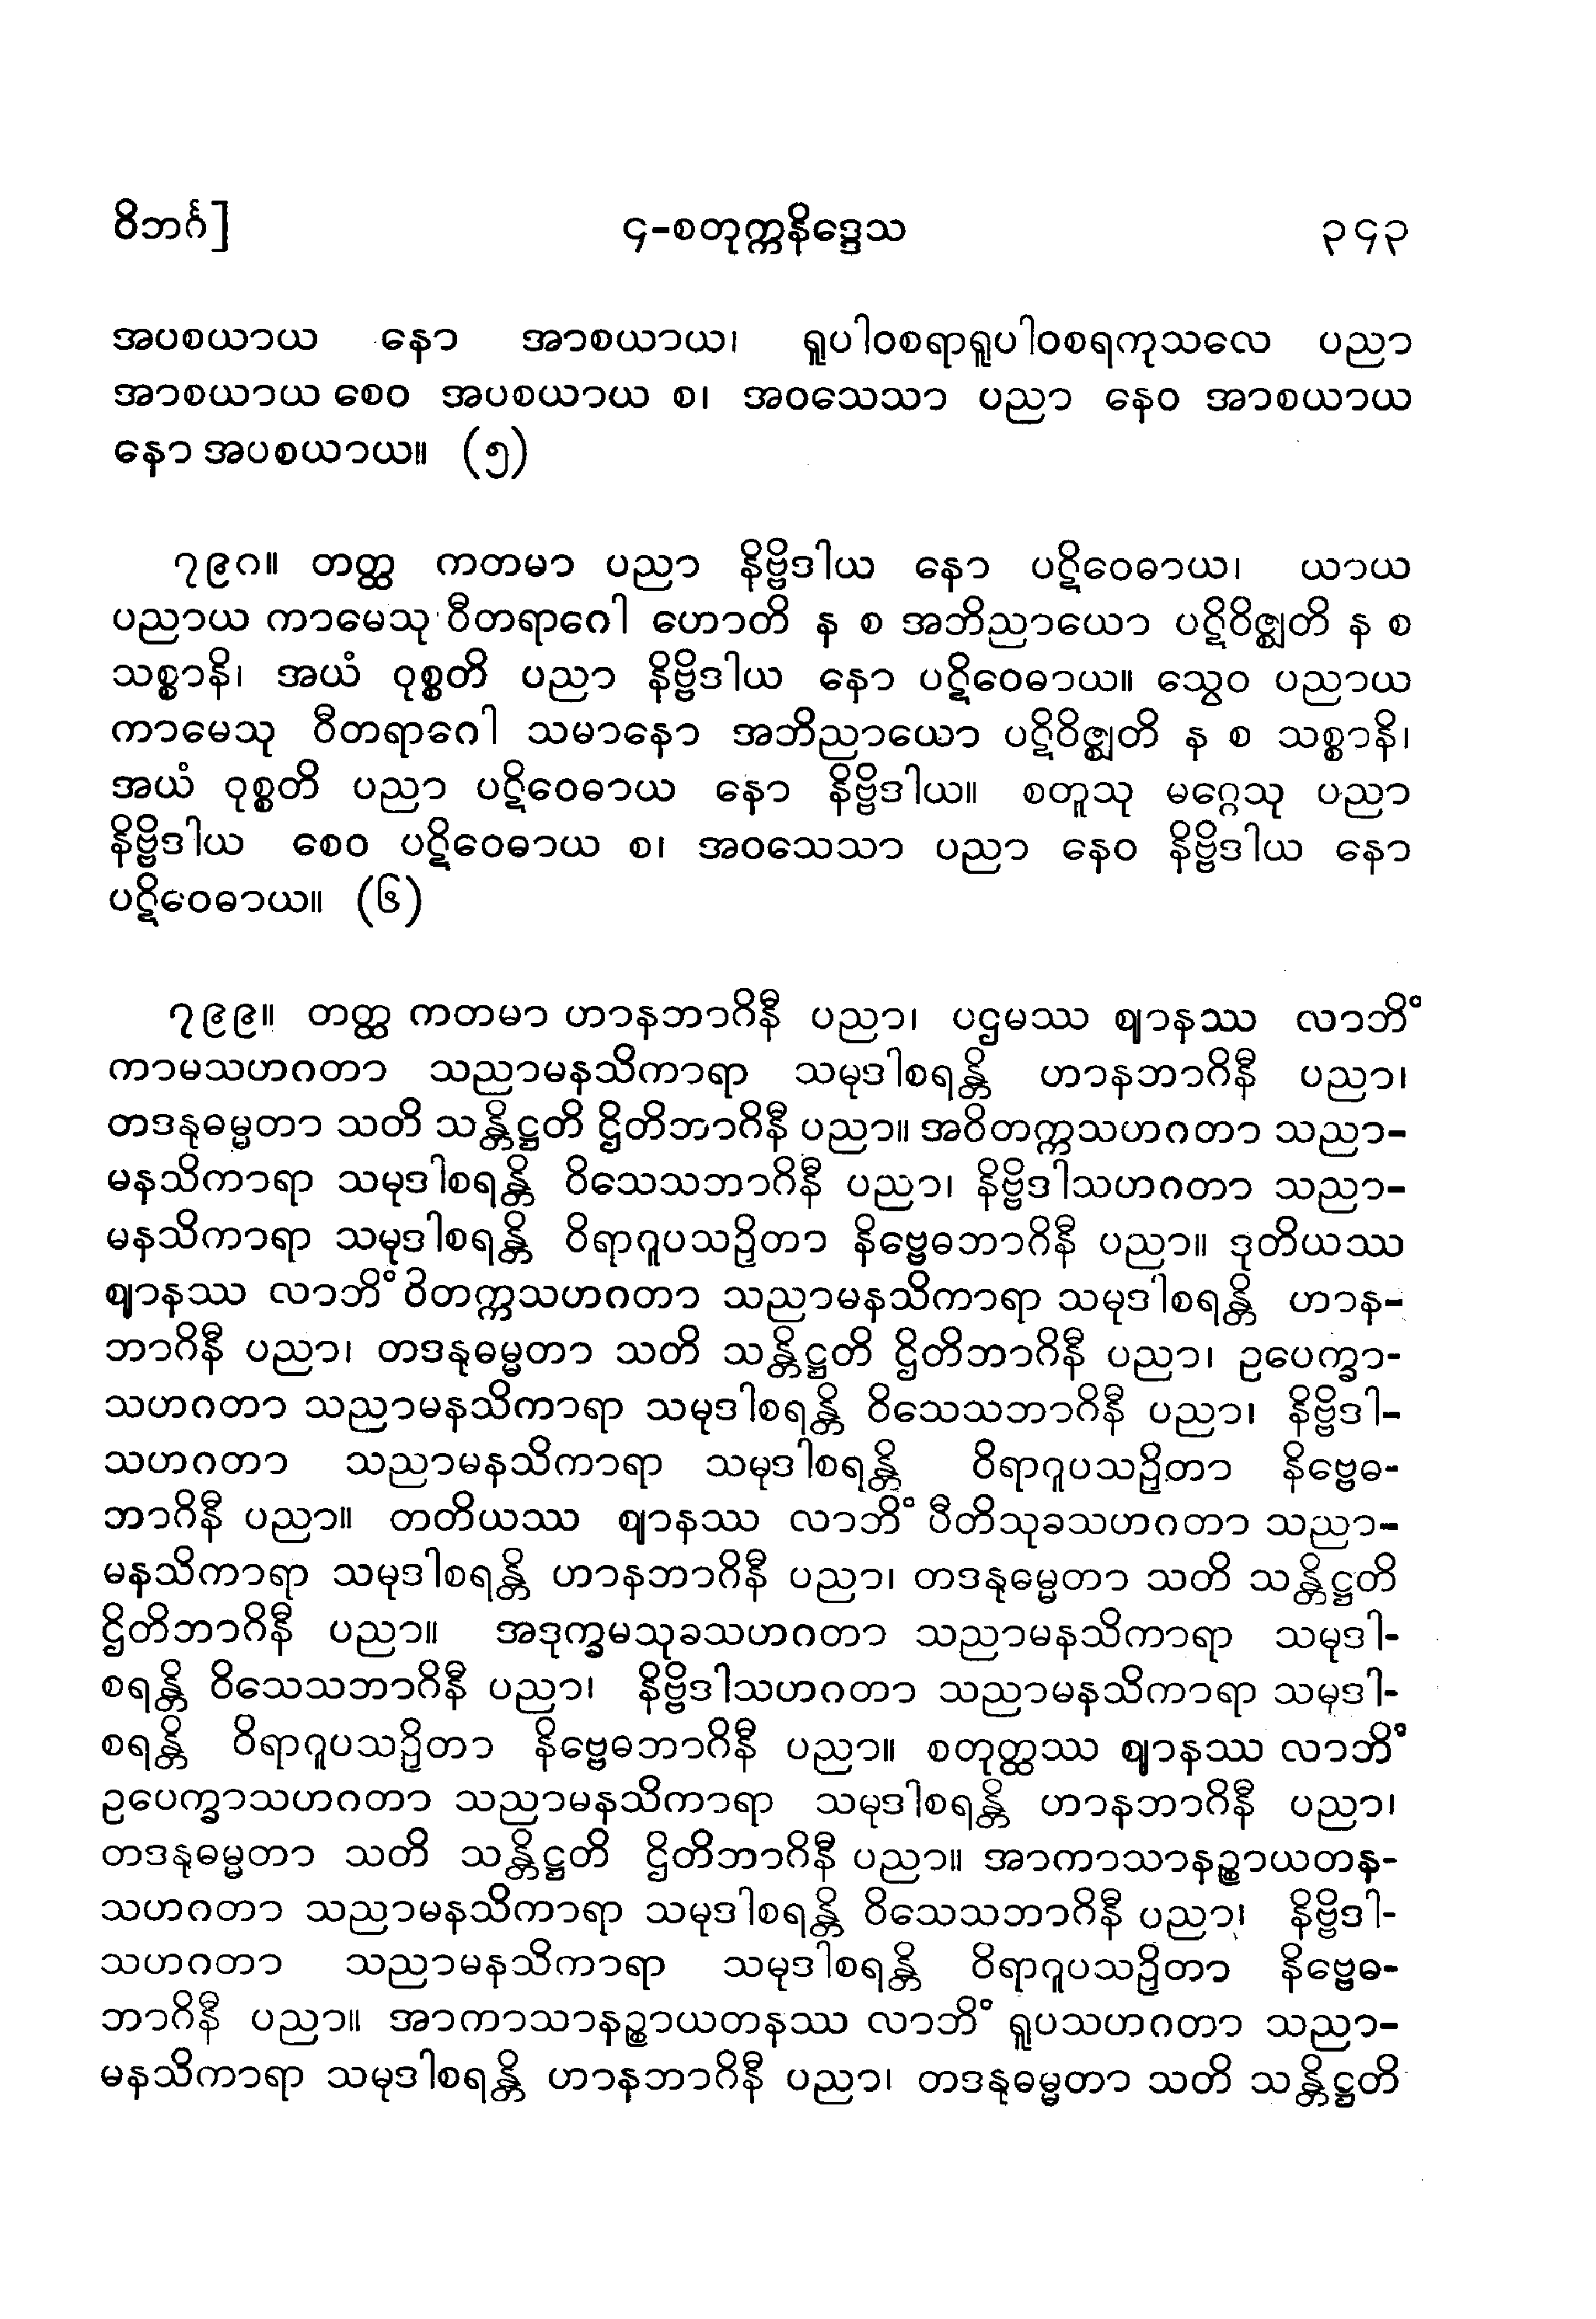 ဝိဘင်္ဂ]
၄-စတုက္ကနိဒ္ဒေသ
၃၄၃
အပစယာယ နော အာစယာယ၊ ရူပါဝစရာရူပါဝစရကုသလေ ပညာ
အာစယာယ စေဝ အပစယာယ စ၊ အဝသေသာ ပညာ နေဝ အာစယာယ
နော အပစယာယ။ (၅)
၇၉ဂ။ တတ္ထ ကတမာ ပညာ နိဗ္ဗိဒါယ နော ပဋိဝေဓာယ၊ ယာယ
ပညာယ ကာမေသု ဝီတရာဂေါ ဟောတိ န စ အဘိညာယော ပဋိဝိဇ္ဈတိ န စ
သစ္စာနိ၊ အယံ ဝုစ္စတိ ပညာ နိဗ္ဗိဒါယ နော ပဋိဝေဓာယ။ သွေဝ ပညာယ
ကာမေသု ဝီတရာဂေါ သမာနော အဘိညာယော ပဋိဝိဇ္ဈတိ န စ သစ္စာနိ၊
အယံ ဝုစ္စတိ ပညာ ပဋိဝေဓာယ နော နိဗ္ဗိဒါယ။ စတူသု မဂ္ဂေသု ပညာ
နိဗ္ဗိဒါယ စေဝ ပဋိဝေဓာယ စ၊ အဝသေသာ ပညာ နေဝ နိဗ္ဗိဒါယ နော
ပဋိဝေဓာယ။ (၆)
၇၉၉။ တတ္ထ ကတမာ ဟာနဘာဂိနီ ပညာ၊ ပဌမဿ ဈာနဿ လာဘိံ
ကာမသဟဂတာ သညာမနသိကာရာ သမုဒါစရန္တိ ဟာနဘာဂိနီ ပညာ၊
တဒနုဓမ္မတာ သတိ သန္တိဋ္ဌတိ ဌိတိဘာဂိနီ ပညာ။ အဝိတက္ကသဟဂတာ သညာ-
မနသိကာရာ သမုဒါစရန္တိ ဝိသေသဘာဂိနီ ပညာ၊ နိဗ္ဗိဒါသဟဂတာ သညာ-
မနသိကာရာ သမုဒါစရန္တိ ဝိရာဂူပသဉှိတာ နိဗ္ဗေဓဘာဂိနီ ပညာ။ ဒုတိယဿ
ဈာနဿ လာဘိံ ဝိတက္ကသဟဂတာ သညာမနသိကာရာ သမုဒါစရန္တိ ဟာန-
ဘာဂိနီ ပညာ၊ တဒနုဓမ္မတာ သတိ သန္တိဋ္ဌတိ ဌိတိဘာဂိနီ ပညာ၊ ဥပေက္ခာ-
သဟဂတာ သညာမနသိကာရာ သမုဒါစရန္တိ ဝိသေသဘာဂိနီ ပညာ၊ နိဗ္ဗိဒါ-
သဟဂတာ သညာမနသိကာရာ သမုဒါစရန္တိ ဝိရာဂူပသဉှိတာ နိဗ္ဗေဓ-
ဘာဂိနီ ပညာ။ တတိယဿ ဈာနဿ လာဘိံ ပီတိသုခသဟဂတာ သညာ-
မနသိကာရာ သမုဒါစရန္တိ ဟာနဘာဂိနီ ပညာ၊ တဒနုဓမ္မတာ သတိ သန္တိဋ္ဌတိ
ဌိတိဘာဂိနီ ပညာ။ အဒုက္ခမသုခသဟဂတာ သညာမနသိကာရာ သမုဒါ-
စရန္တိ ဝိသေသဘာဂိနီ ပညာ၊ နိဗ္ဗိဒါသဟဂတာ သညာမနသိကာရာ သမုဒါ-
စရန္တိ ဝိရာဂူပသဉှိတာ နိဗ္ဗေဓဘာဂိနီ ပညာ။ စတုတ္ထဿ ဈာနဿ လာဘိံ
ဥပေက္ခာသဟဂတာ သညာမနသိကာရာ သမုဒါစရန္တိ ဟာနဘာဂိနီ ပညာ၊
တဒနုဓမ္မတာ သတိ သန္တိဋ္ဌတိ ဌိတိဘာဂိနီ ပညာ။ အာကာသာနဉ္စာယတန-
သဟဂတာ သညာမနသိကာရာ သမုဒါစရန္တိ ဝိသေသဘာဂိနီ ပညာ၊ နိဗ္ဗိဒါ-
သဟဂတာ သညာမနသိကာရာ သမုဒါစရန္တိ ဝိရာဂူပသဉှိတာ နိဗ္ဗေဓ-
ဘာဂိနီ ပညာ။ အာကာသာနဉ္စာယတနဿ လာဘိံ ရူပသဟဂတာ သညာ-
မနသိကာရာ သမုဒါစရန္တိ ဟာနဘာဂိနီ ပညာ၊ တဒနုဓမ္မတာ သတိ သန္တိဋ္ဌတိ